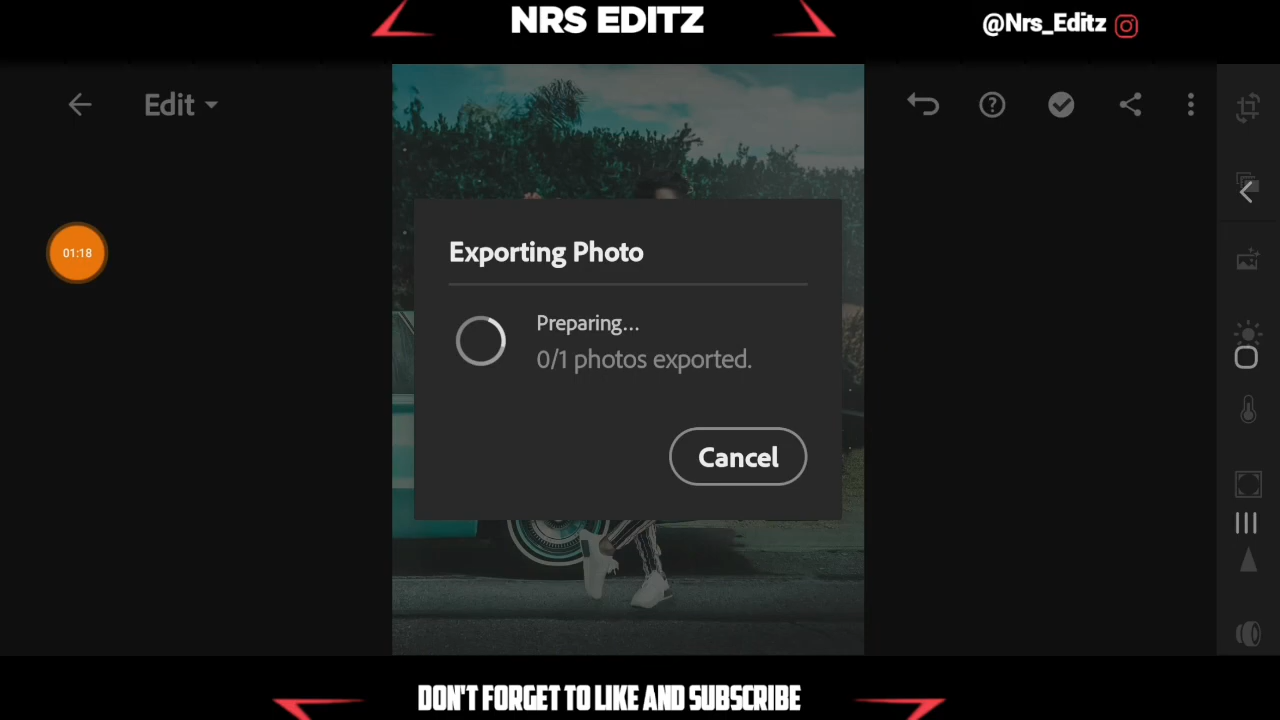 NRS EDITZ
@Nrs_Editz
Edit
01:18
Exporting Photo
Preparing...
0/1 photos exported.
Cancel
DON'T FORGET TO LIKE AND SUBSCRIBE